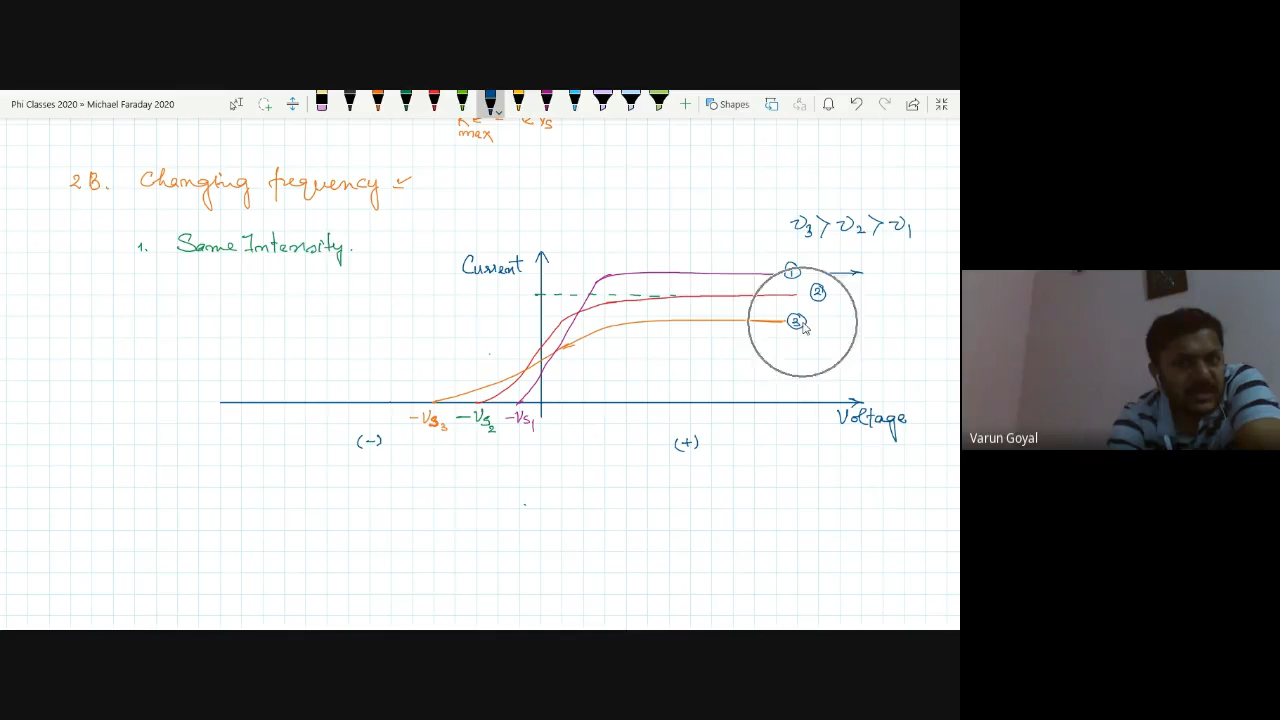 Phi Classes 2020 » Michael Faraday 2020
Shapes
max
2B. Changing frequency ✓
1. Same Intensity.
ν3 > ν2 > ν1
Current
1
2
3
-Vs3 -Vs2 -Vs1
Voltage
(-) (+)
Varun Goyal